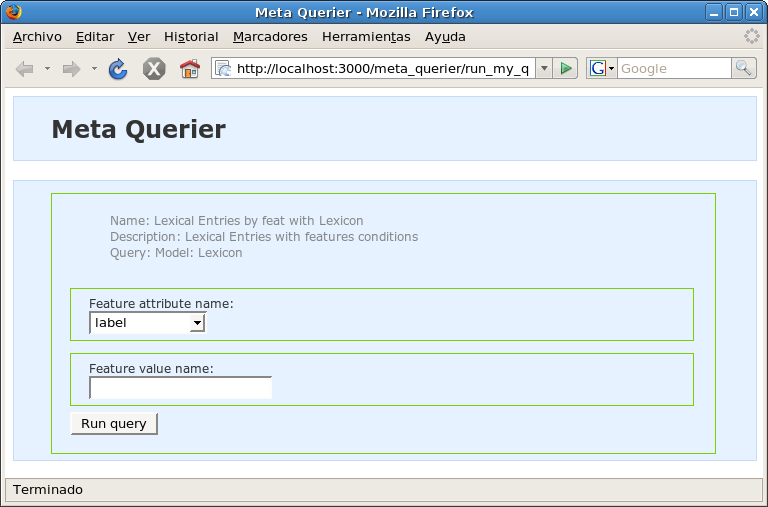 Meta Querier - Mozilla Firefox
Archivo Editar Ver Historial Marcadores Herramientas Ayuda
http://localhost:3000/meta_querier/run_my_q
G
Google
Meta Querier
Name: Lexical Entries by feat with Lexicon
Description: Lexical Entries with features conditions
Query: Model: Lexicon
Feature attribute name:
label
Feature value name:
Run query
Terminado